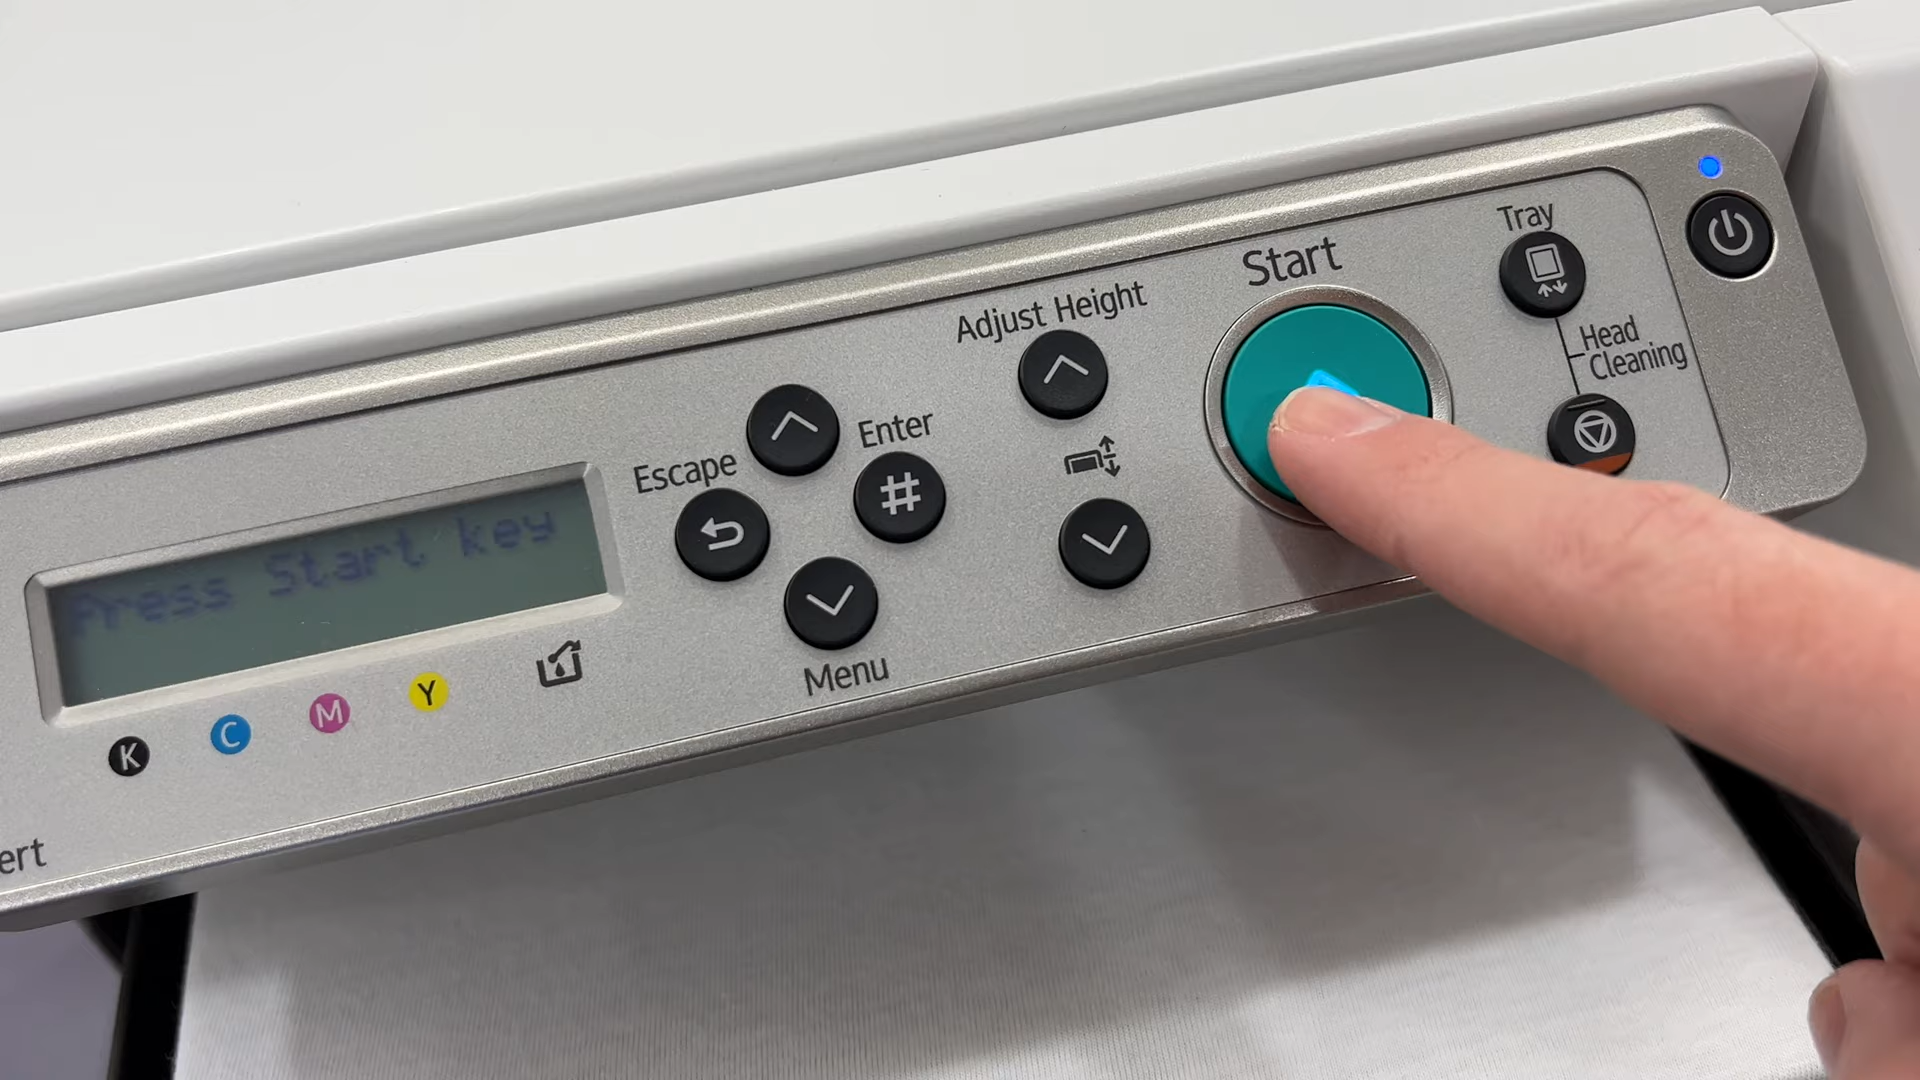 Start
Tray
Adjust Height
Head
Cleaning
Enter
Escape
#
Press Start key
Menu
K C M Y
ert